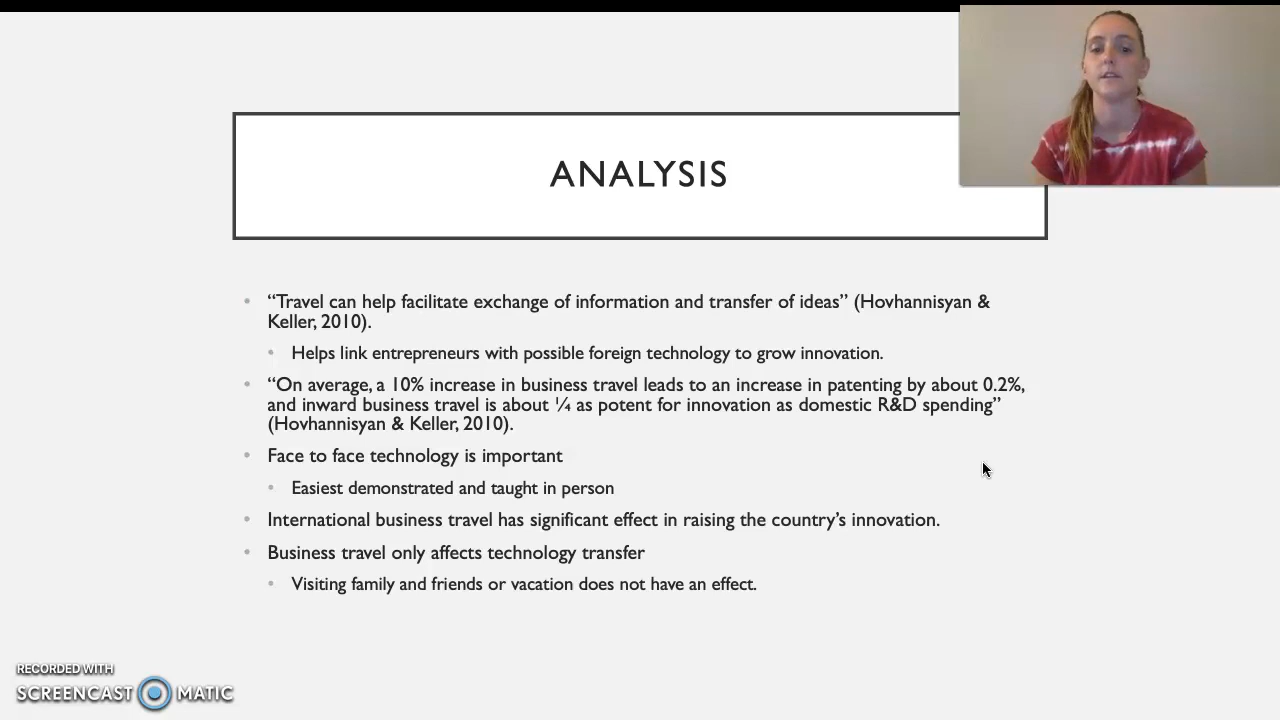 ANALYSIS
• “Travel can help facilitate exchange of information and transfer of ideas” (Hovhannisyan &
Keller, 2010).
• Helps link entrepreneurs with possible foreign technology to grow innovation.
• “On average, a 10% increase in business travel leads to an increase in patenting by about 0.2%,
and inward business travel is about ¼ as potent for innovation as domestic R&D spending”
(Hovhannisyan & Keller, 2010).
• Face to face technology is important
• Easiest demonstrated and taught in person
• International business travel has significant effect in raising the country’s innovation.
• Business travel only affects technology transfer
• Visiting family and friends or vacation does not have an effect.
RECORDED WITH
SCREENCAST MATIC